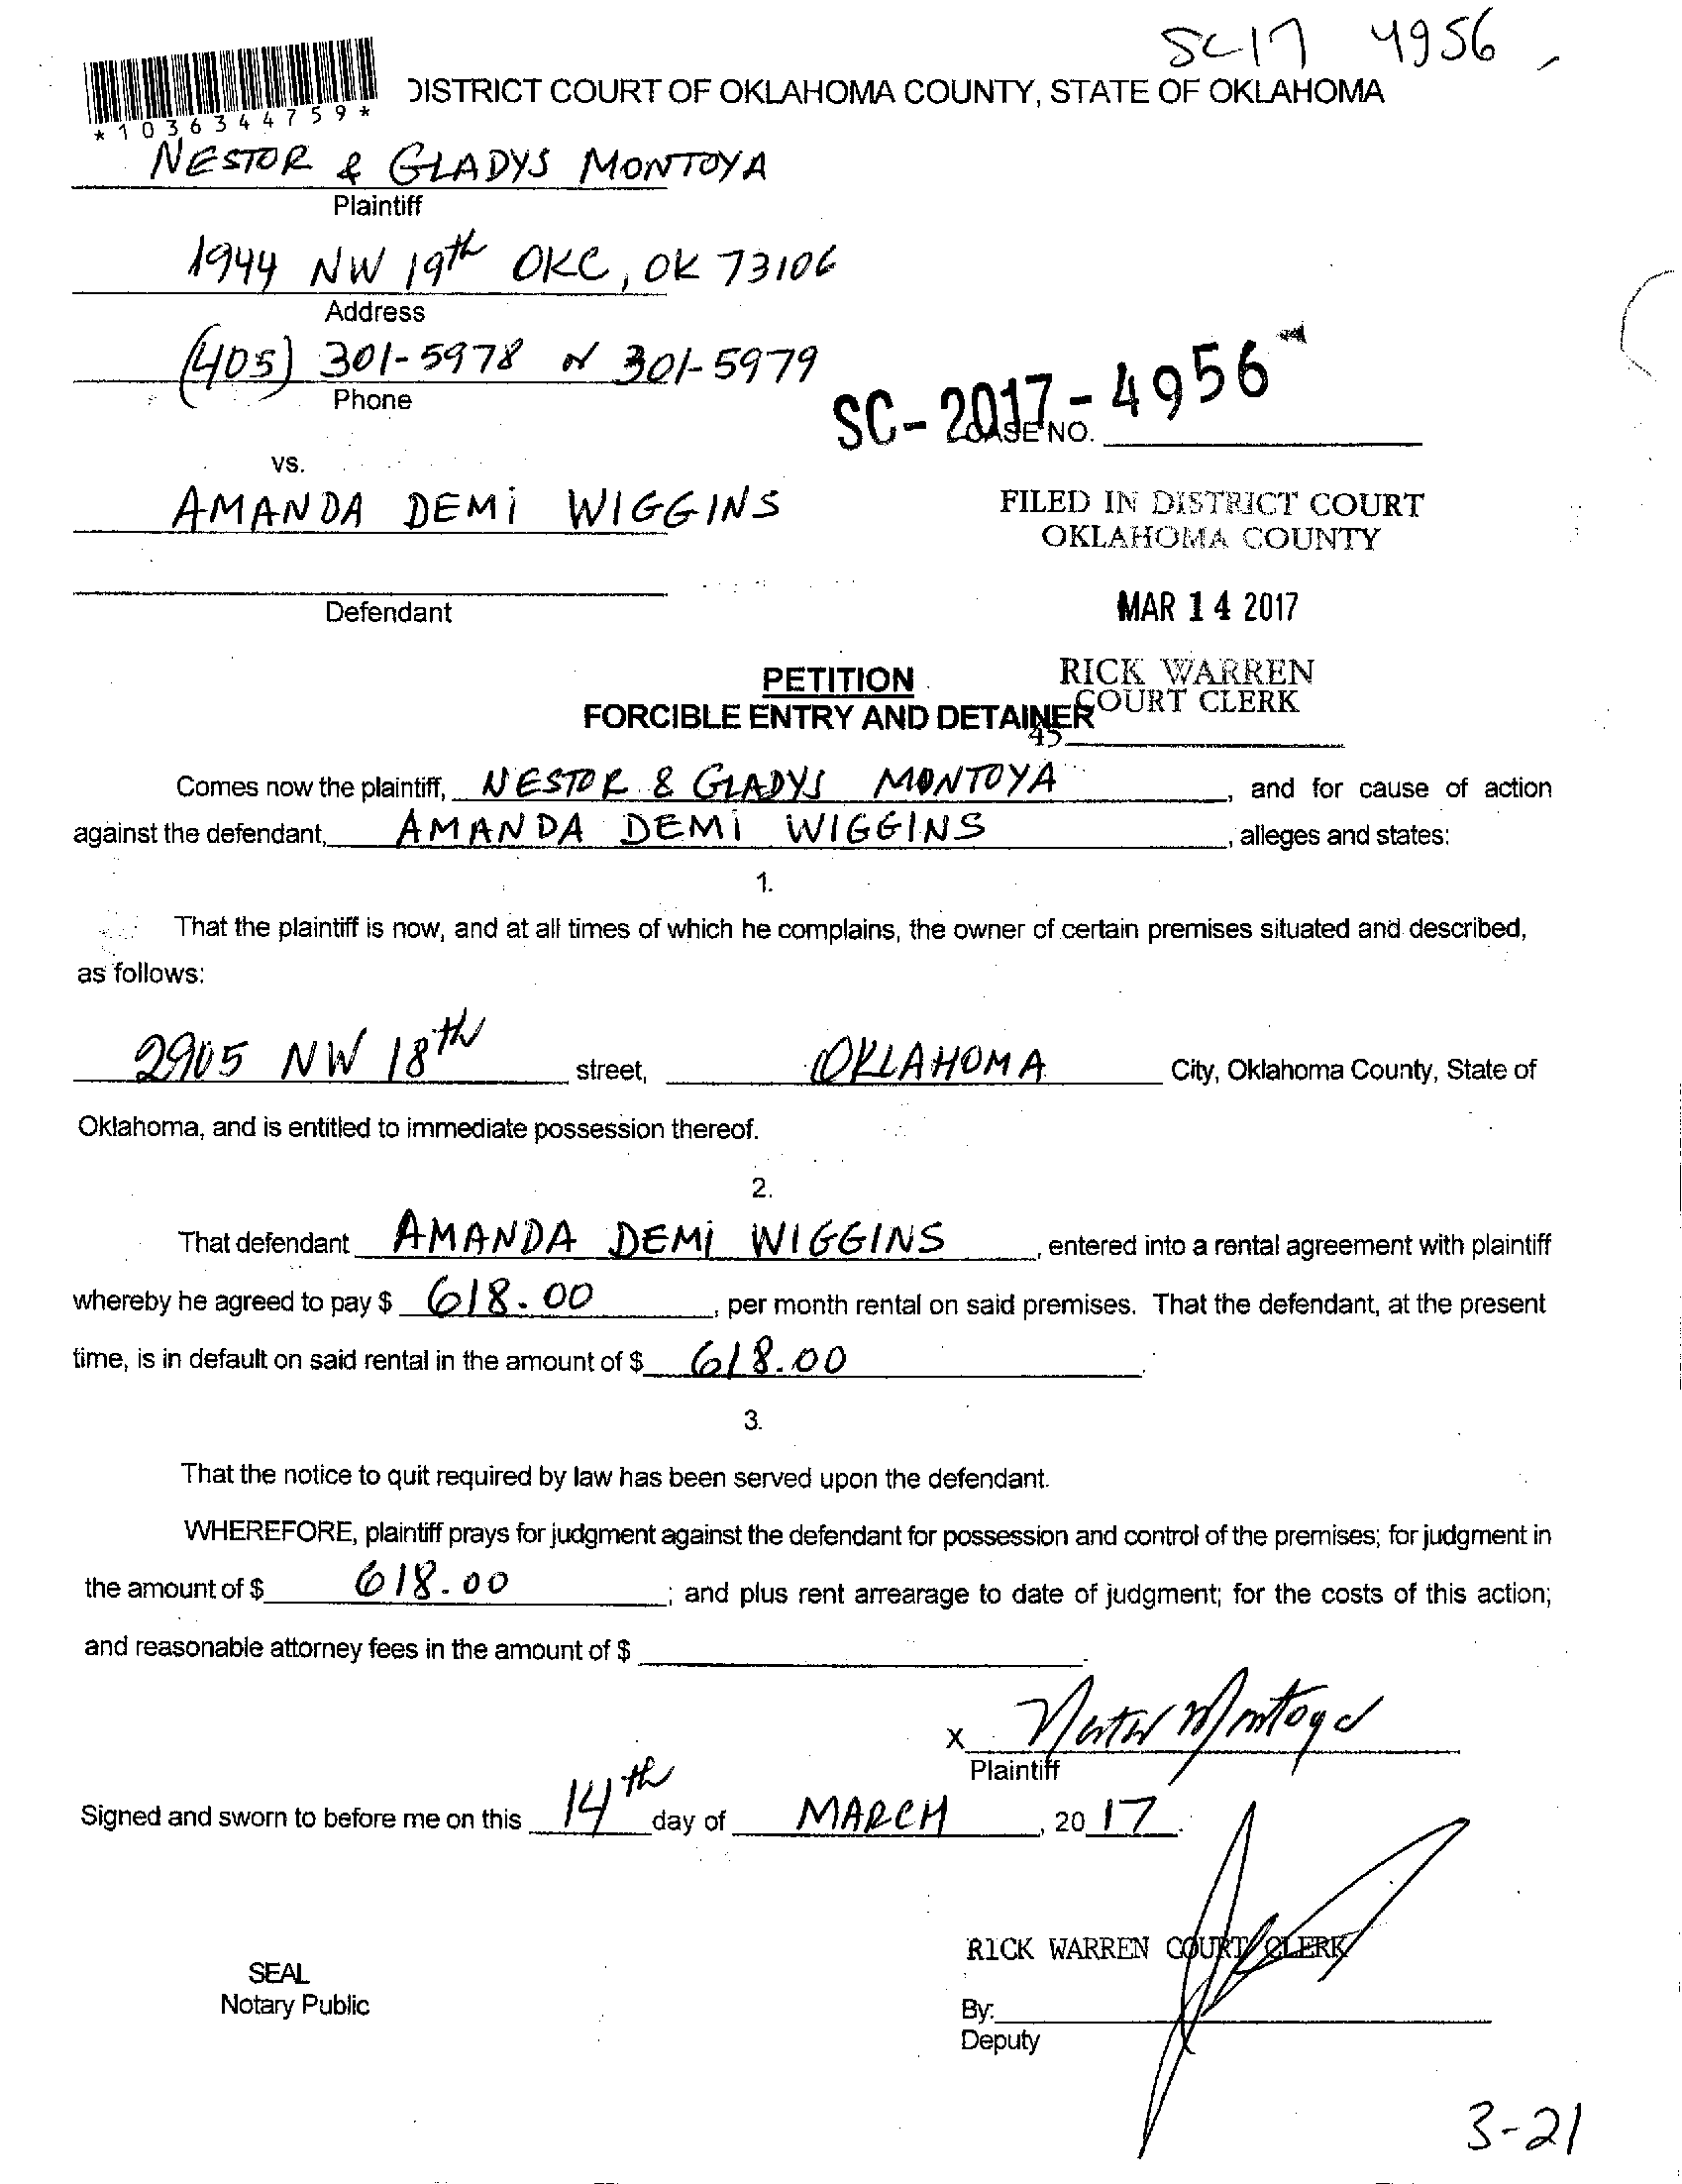 SC17 4956
DISTRICT COURT OF OKLAHOMA COUNTY, STATE OF OKLAHOMA
*1036344759*
NESTOR & GLADYS MONTOYA
Plaintiff
1944 NW 19th OKC, OK 73106
Address
(405) 301-5978 or 301-5979
Phone
SC-2017-4956
CASE NO.
vs.
AMANDA DEMi WIGGINS
FILED IN DISTRICT COURT
OKLAHOMA COUNTY
Defendant
MAR 14 2017
PETITION
RICK WARREN
COURT CLERK
FORCIBLE ENTRY AND DETAINER
45
Comes now the plaintiff, NESTOR & GLADYS MONTOYA, and for cause of action
against the defendant, AMANDA DEMi WIGGINS, alleges and states:
1.
That the plaintiff is now, and at all times of which he complains, the owner of certain premises situated and described,
as follows:
2905 NW 18th street, OKLAHOMA City, Oklahoma County, State of
Oklahoma, and is entitled to immediate possession thereof.
2.
That defendant AMANDA DEMi WIGGINS, entered into a rental agreement with plaintiff
whereby he agreed to pay $ 618.00, per month rental on said premises. That the defendant, at the present
time, is in default on said rental in the amount of $ 618.00.
3.
That the notice to quit required by law has been served upon the defendant.
WHEREFORE, plaintiff prays for judgment against the defendant for possession and control of the premises; for judgment in
the amount of $ 618.00; and plus rent arrearage to date of judgment; for the costs of this action;
and reasonable attorney fees in the amount of $ .
X Nestor Montoya
Plaintiff
Signed and sworn to before me on this 14th day of MARCH, 2017.
RICK WARREN COURT CLERK
SEAL
Notary Public
By:
Deputy
3-21